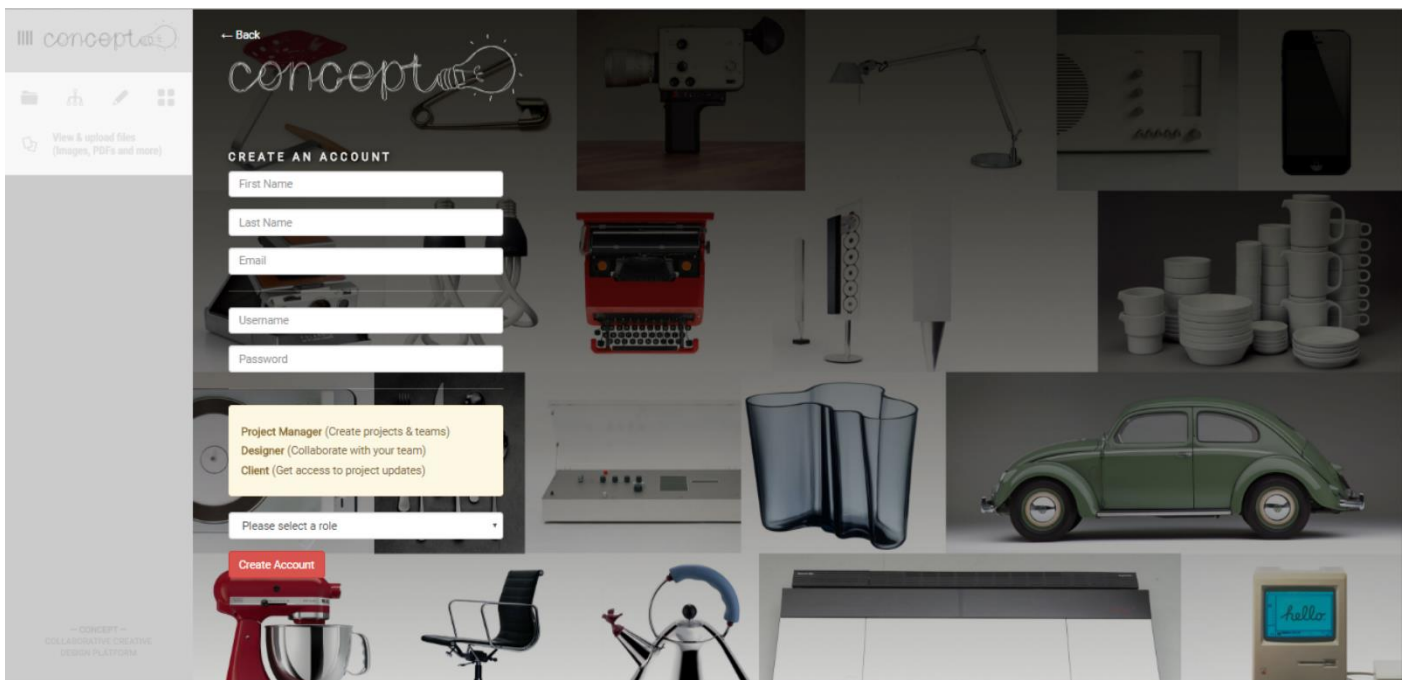 concept
View & upload files
(Images, PDFs and more)
— CONCEPT —
COLLABORATIVE CREATIVE
DESIGN PLATFORM
← Back
concept
CREATE AN ACCOUNT
First Name
Last Name
Email
Username
Password
Project Manager (Create projects & teams)
Designer (Collaborate with your team)
Client (Get access to project updates)
Please select a role
Create Account
hello.